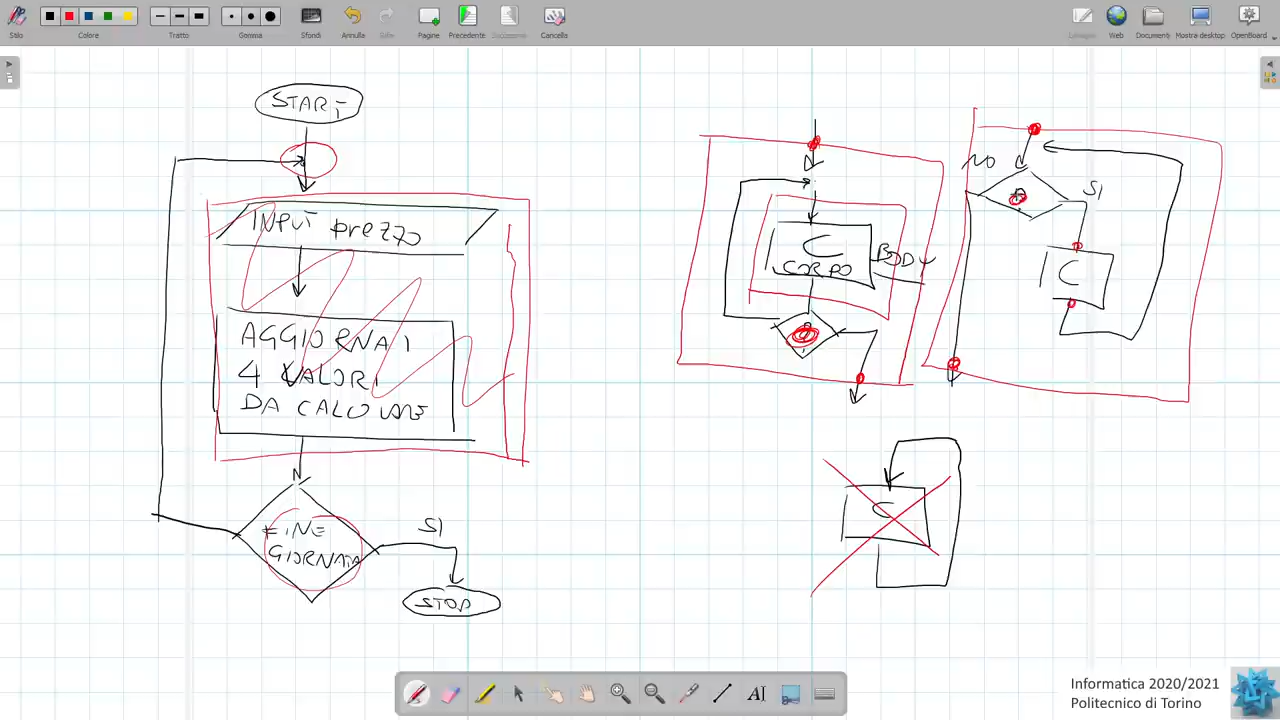 Stilo
Colore
Tratto
Gomma
Sfondi
Annulla
Pagine
Precedente
Cancella
Web
Documenti
Mostra desktop
OpenBoard
START
INPUT prezzo
AGGIORNA I
4 VALORI
DA CALCOLARE
FINE
GIORNATA
SI
STOP
C
CORPO
BODY
NO
SI
C
C
Informatica 2020/2021
Politecnico di Torino